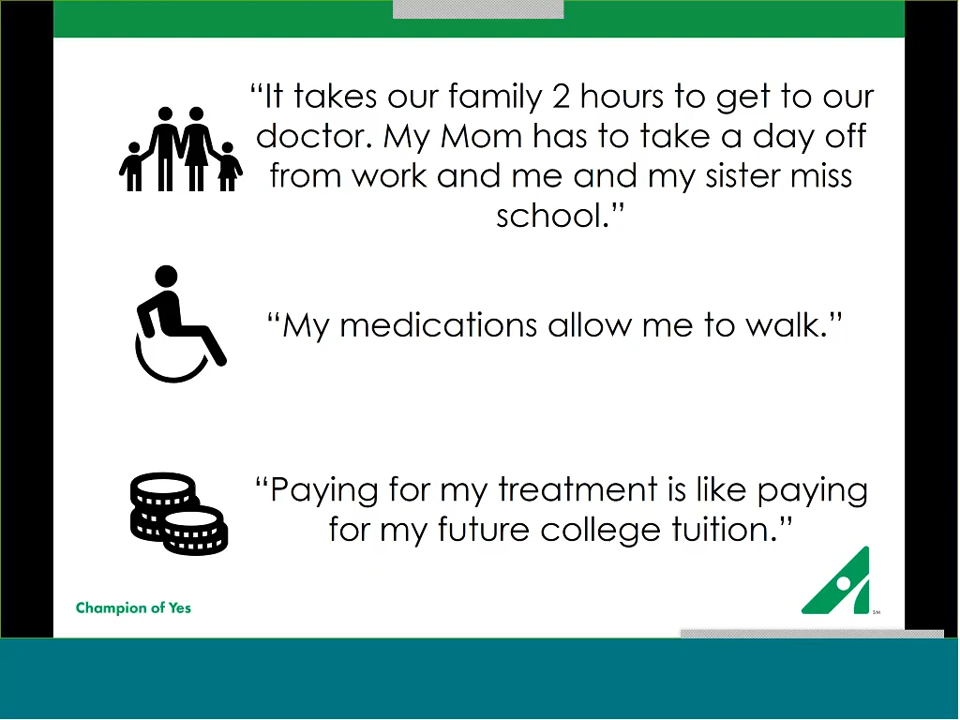 “It takes our family 2 hours to get to our
doctor. My Mom has to take a day off
from work and me and my sister miss
school.”
“My medications allow me to walk.”
“Paying for my treatment is like paying
for my future college tuition.”
Champion of Yes
SM